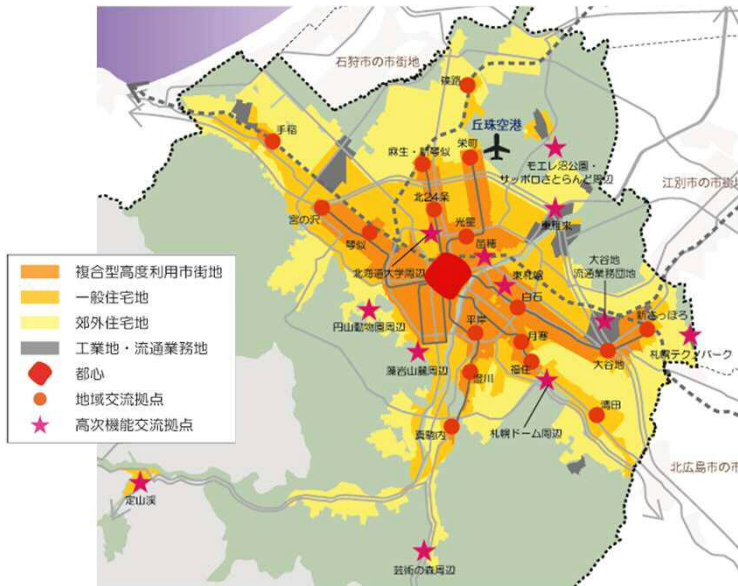 石狩市の市街地
篠路
丘珠空港
手稲
麻生・新琴似
栄町
モエレ沼公園・
サッポロさとらんど周辺
江別市の市街地
北24条
宮の沢
光星
苗穂
東雁来
琴似
北海道大学周辺
大谷地
流通業務団地
東札幌
白石
新さっぽろ
円山動物園周辺
平岸
月寒
札幌テクノパーク
藻岩山麓周辺
福住
大谷地
澄川
清田
真駒内
札幌ドーム周辺
北広島市の市
定山渓
芸術の森周辺
複合型高度利用市街地
一般住宅地
郊外住宅地
工業地・流通業務地
都心
地域交流拠点
高次機能交流拠点